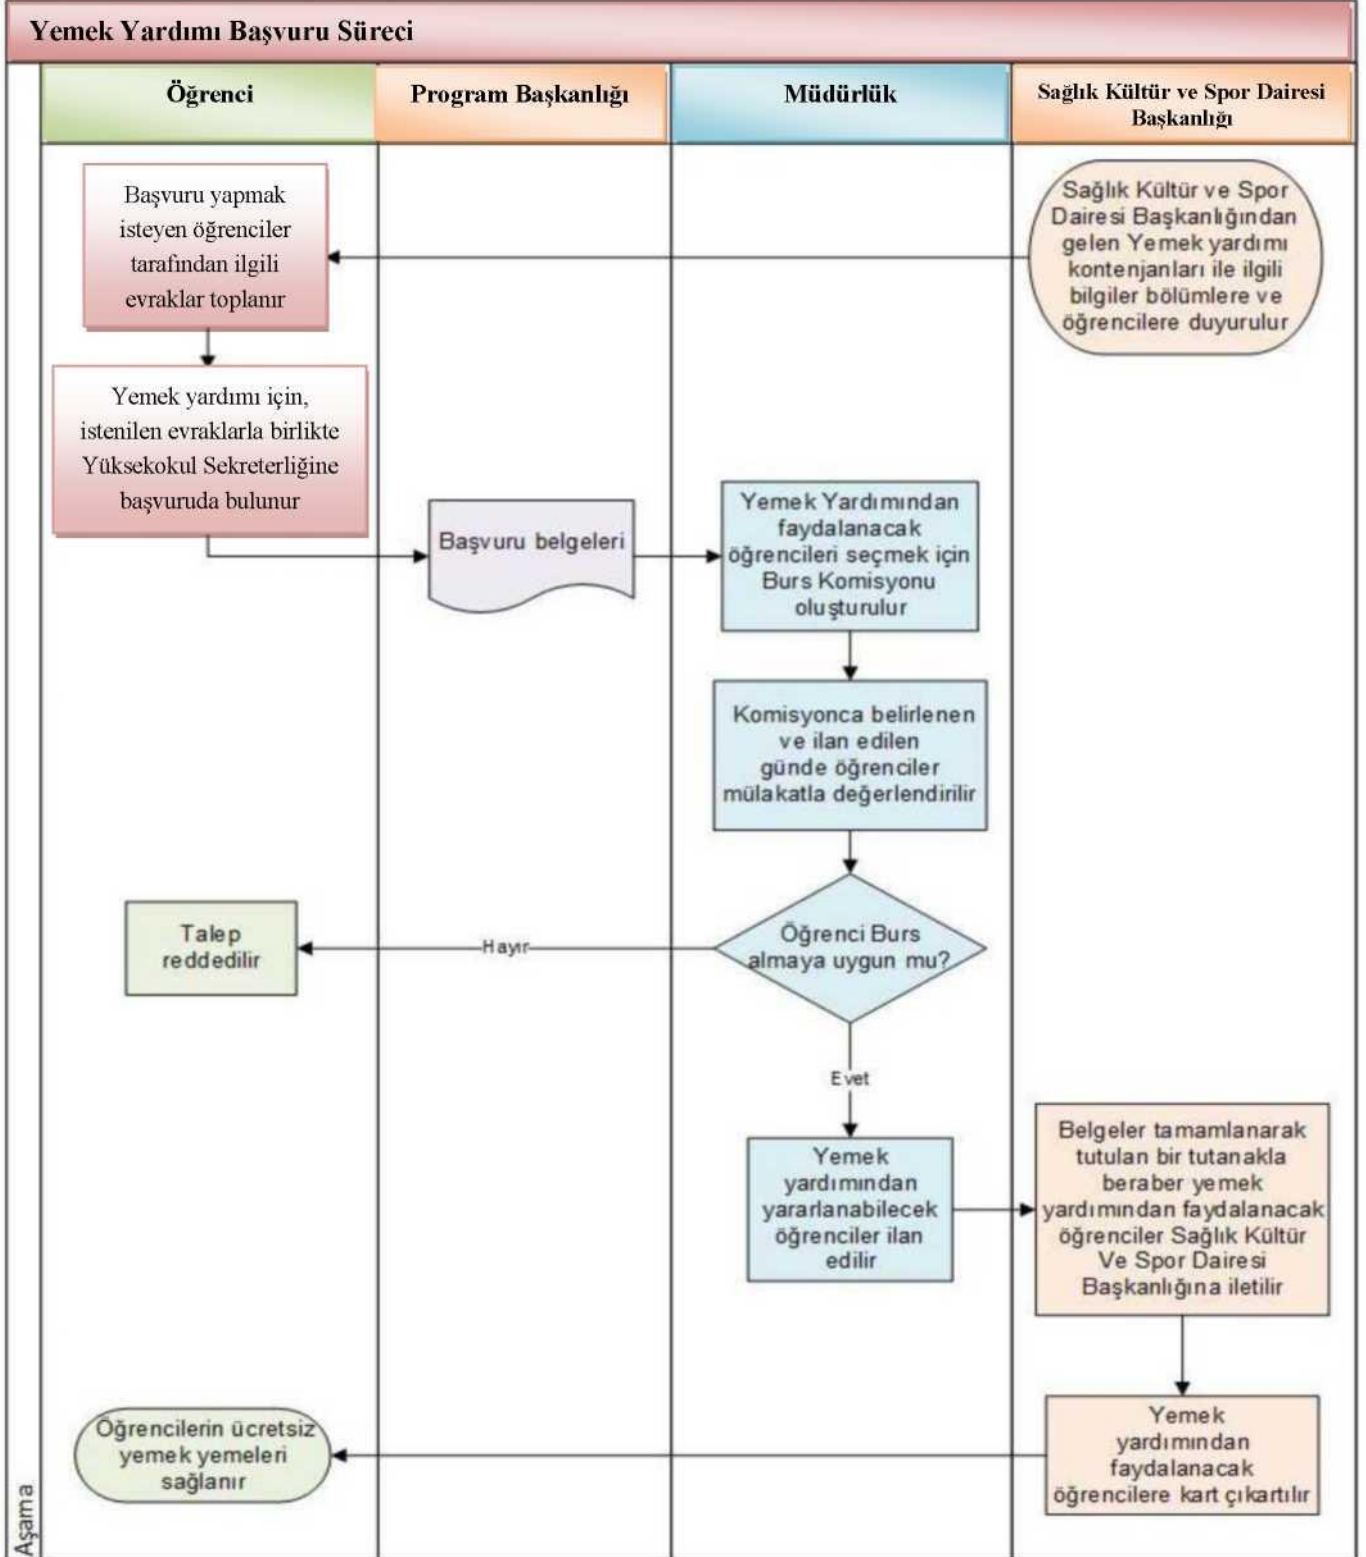 Yemek Yardımı Başvuru Süreci
Öğrenci
Program Başkanlığı
Müdürlük
Sağlık Kültür ve Spor Dairesi
Başkanlığı
Sağlık Kültür ve Spor
Dairesi Başkanlığından
gelen Yemek yardımı
kontenjanları ile ilgili
bilgiler bölümlere ve
öğrencilere duyurulur
Başvuru yapmak
isteyen öğrenciler
tarafından ilgili
evraklar toplanır
Yemek yardımı için,
istenilen evraklarla birlikte
Yüksekokul Sekreterliğine
başvuruda bulunur
Başvuru belgeleri
Yemek Yardımından
faydalanacak
öğrencileri seçmek için
Burs Komisyonu
oluşturulur
Komisyonca belirlenen
ve ilan edilen
günde öğrenciler
mülakatla değerlendirilir
Öğrenci Burs
almaya uygun mu?
Hayır
Talep
reddedilir
Evet
Yemek
yardımından
yararlanabilecek
öğrenciler ilan
edilir
Belgeler tamamlanarak
tutulan bir tutanakla
beraber yemek
yardımından faydalanacak
öğrenciler Sağlık Kültür
Ve Spor Dairesi
Başkanlığına iletilir
Yemek
yardımından
faydalanacak
öğrencilere kart çıkartılır
Öğrencilerin ücretsiz
yemek yemeleri
sağlanır
Aşama